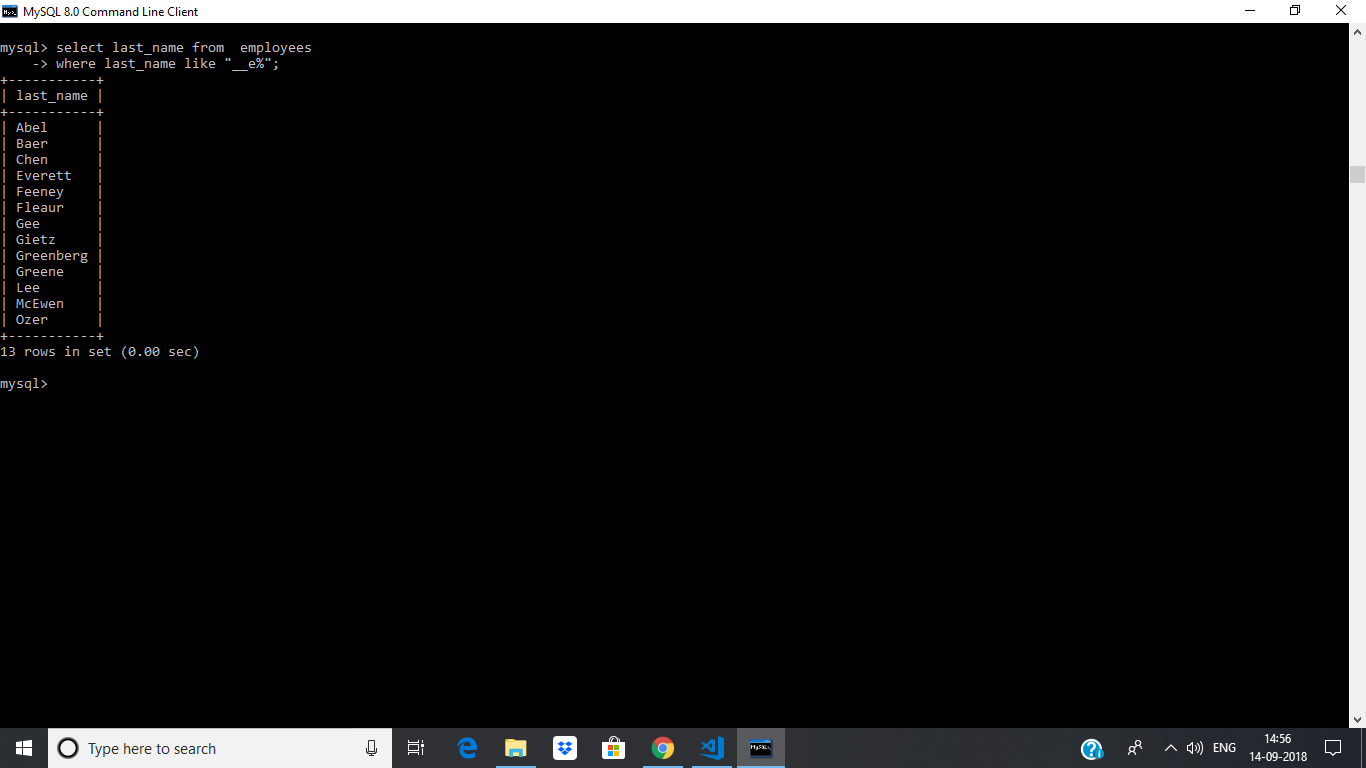 MySQL 8.0 Command Line Client
mysql> select last_name from  employees
    -> where last_name like "__e%";
+-----------+
| last_name |
+-----------+
| Abel      |
| Baer      |
| Chen      |
| Everett   |
| Feeney    |
| Fleaur    |
| Gee       |
| Gietz     |
| Greenberg |
| Greene    |
| Lee       |
| McEwen    |
| Ozer      |
+-----------+
13 rows in set (0.00 sec)
mysql>
Type here to search
ENG
14:56
14-09-2018